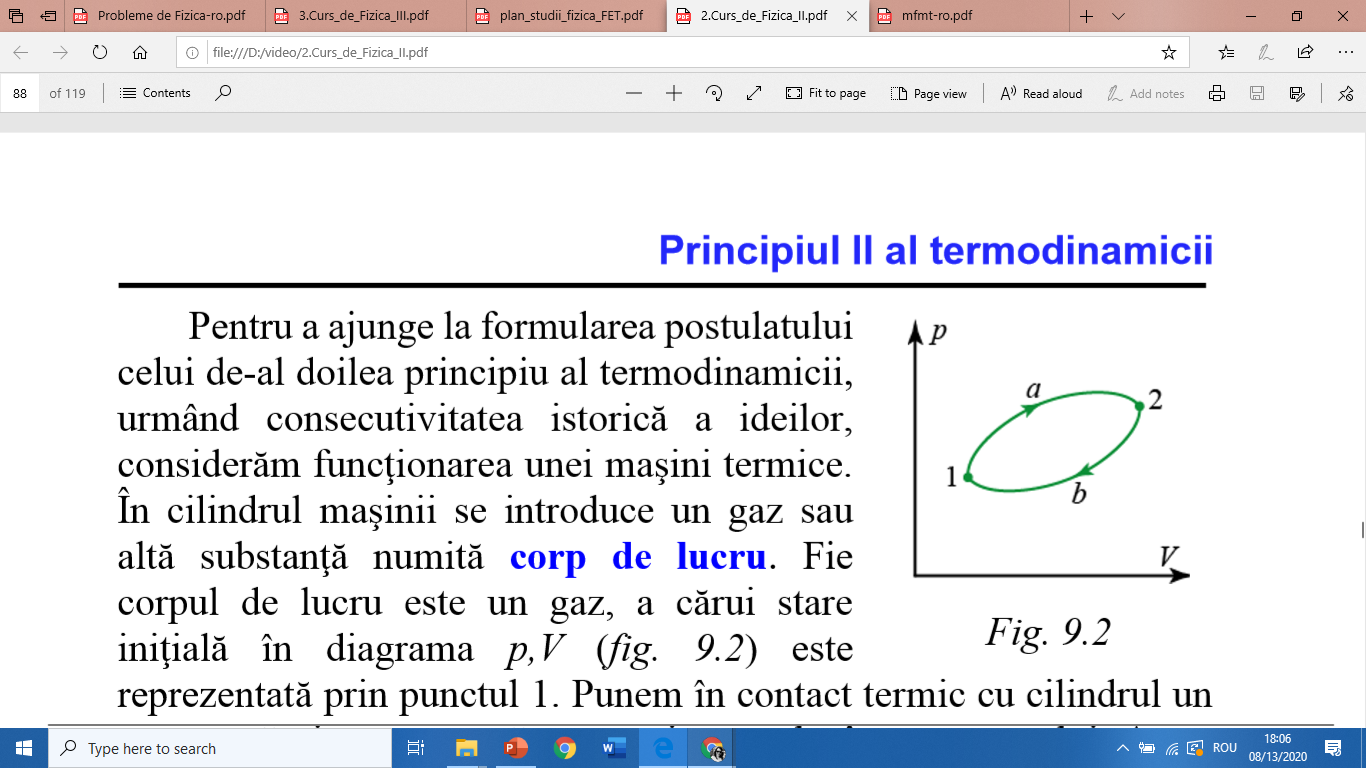 Probleme de Fizica-ro.pdf
3.Curs_de_Fizica_III.pdf
plan_studii_fizica_FET.pdf
2.Curs_de_Fizica_II.pdf
mfmt-ro.pdf
file:///D:/video/2.Curs_de_Fizica_II.pdf
88 of 119
Contents
Fit to page
Page view
Read aloud
Add notes
Principiul II al termodinamicii
Pentru a ajunge la formularea postulatului
celui de-al doilea principiu al termodinamicii,
urmând consecutivitatea istorică a ideilor,
considerăm funcţionarea unei maşini termice.
În cilindrul maşinii se introduce un gaz sau
altă substanţă numită corp de lucru. Fie
corpul de lucru este un gaz, a cărui stare
iniţială în diagrama p,V (fig. 9.2) este
reprezentată prin punctul 1. Punem în contact termic cu cilindrul un
p
a
2
1
b
V
Fig. 9.2
Type here to search
ROU
18:06
08/13/2020